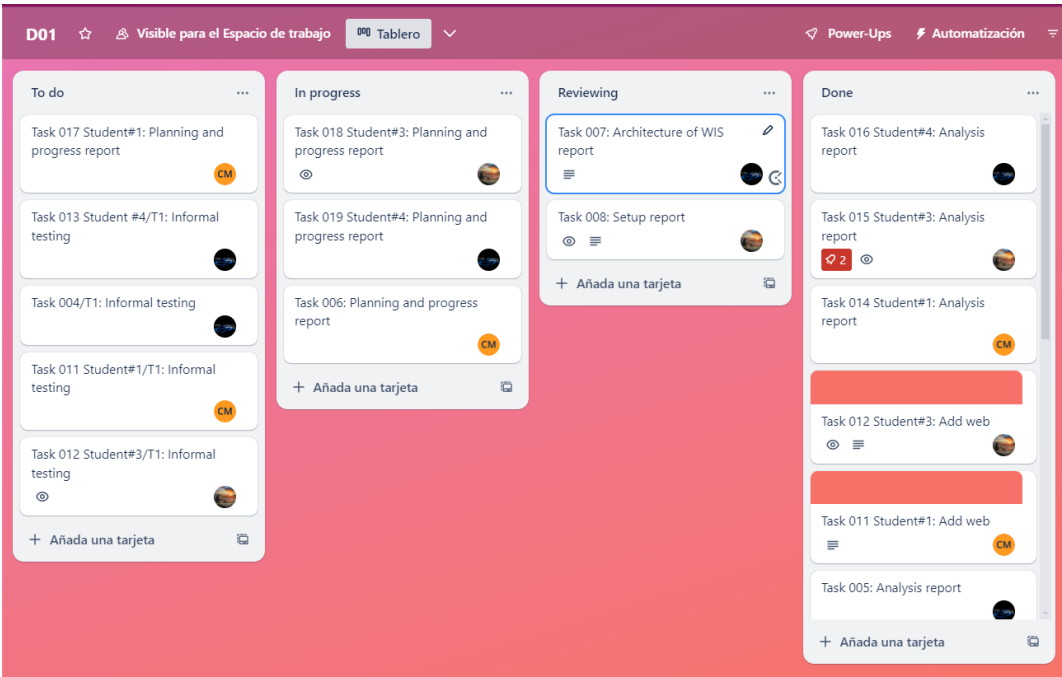 D01 Visible para el Espacio de trabajo Tablero Power-Ups Automatización
To do
Task 017 Student#1: Planning and
progress report
CM
Task 013 Student #4/T1: Informal
testing
Task 004/T1: Informal testing
Task 011 Student#1/T1: Informal
testing
CM
Task 012 Student#3/T1: Informal
testing
+ Añada una tarjeta
In progress
Task 018 Student#3: Planning and
progress report
Task 019 Student#4: Planning and
progress report
Task 006: Planning and progress
report
CM
+ Añada una tarjeta
Reviewing
Task 007: Architecture of WIS
report
Task 008: Setup report
+ Añada una tarjeta
Done
Task 016 Student#4: Analysis
report
Task 015 Student#3: Analysis
report
2
Task 014 Student#1: Analysis
report
CM
Task 012 Student#3: Add web
Task 011 Student#1: Add web
CM
Task 005: Analysis report
+ Añada una tarjeta